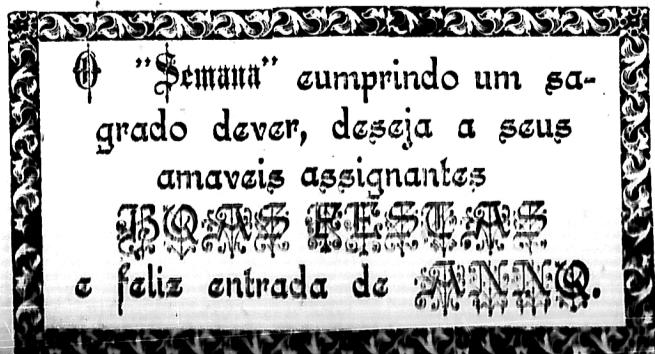 O "Semana" cumprindo um sa-
grado dever, deseja a seus
amaveis assignantes
BOAS FESTAS
e feliz entrada de ANNO.